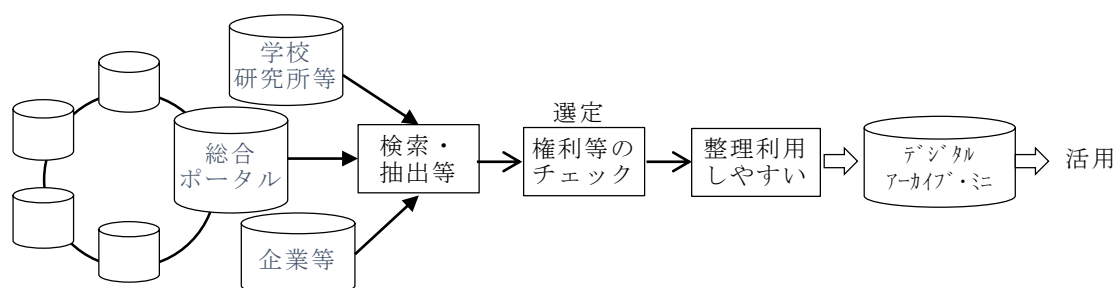 学校
研究所等
総合
ポータル
企業等
検索・
抽出等
選定
権利等の
チェック
整理利用
しやすい
ﾃﾞｼﾞﾀﾙ
ｱｰｶｲﾌﾞ・ﾐﾆ
活用